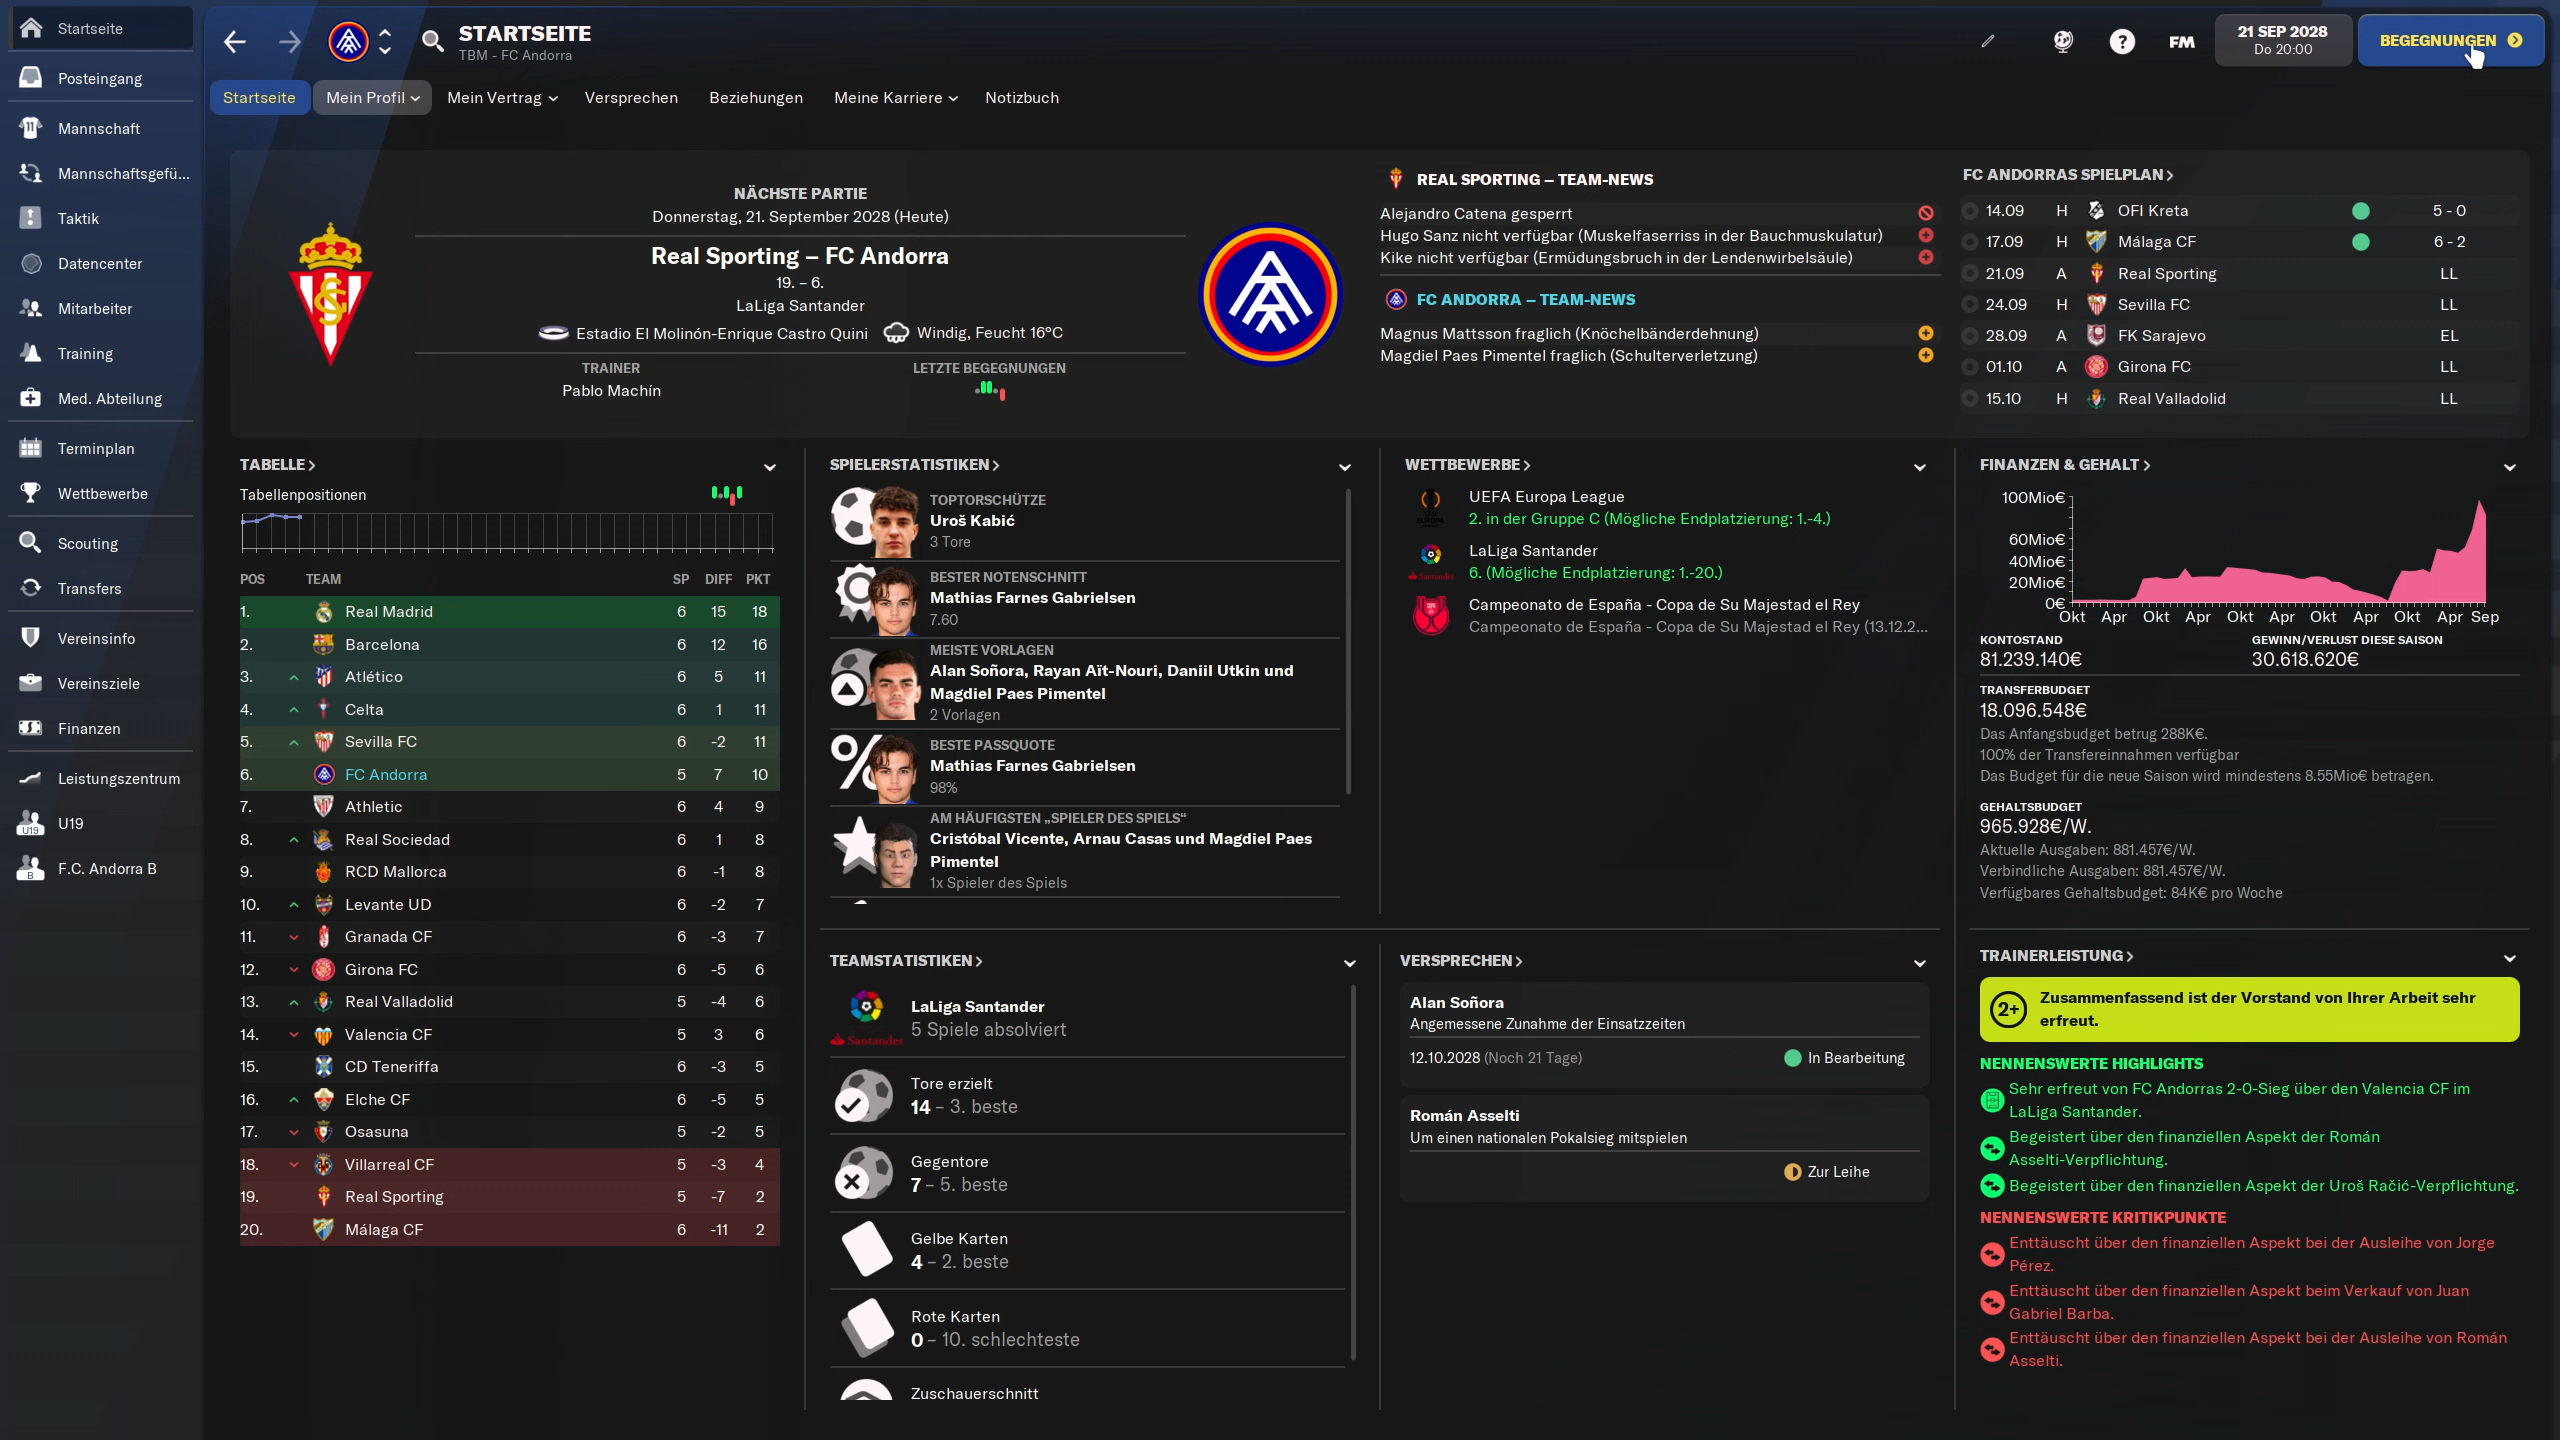 Startseite
Posteingang
Mannschaft
Mannschaftsgefü...
Taktik
Datencenter
Mitarbeiter
Training
Med. Abteilung
Terminplan
Wettbewerbe
Scouting
Transfers
Vereinsinfo
Vereinsziele
Finanzen
Leistungszentrum
U19
F.C. Andorra B
STARTSEITE
TBM - FC Andorra
FM
21 SEP 2028
Do 20:00
BEGEGNUNGEN
Startseite Mein Profil Mein Vertrag Versprechen Beziehungen Meine Karriere Notizbuch
NÄCHSTE PARTIE
Donnerstag, 21. September 2028 (Heute)
Real Sporting – FC Andorra
19. – 6.
LaLiga Santander
Estadio El Molinón-Enrique Castro Quini Windig, Feucht 16°C
TRAINER
Pablo Machín
LETZTE BEGEGNUNGEN
REAL SPORTING – TEAM-NEWS
Alejandro Catena gesperrt
Hugo Sanz nicht verfügbar (Muskelfaserriss in der Bauchmuskulatur)
Kike nicht verfügbar (Ermüdungsbruch in der Lendenwirbelsäule)
FC ANDORRA – TEAM-NEWS
Magnus Mattsson fraglich (Knöchelbänderdehnung)
Magdiel Paes Pimentel fraglich (Schulterverletzung)
FC ANDORRAS SPIELPLAN
14.09 H OFI Kreta 5 - 0
17.09 H Málaga CF 6 - 2
21.09 A Real Sporting LL
24.09 H Sevilla FC LL
28.09 A FK Sarajevo EL
01.10 A Girona FC LL
15.10 H Real Valladolid LL
TABELLE
Tabellenpositionen
POS TEAM SP DIFF PKT
1. Real Madrid 6 15 18
2. Barcelona 6 12 16
3. Atlético 6 5 11
4. Celta 6 1 11
5. Sevilla FC 6 -2 11
6. FC Andorra 5 7 10
7. Athletic 6 4 9
8. Real Sociedad 6 1 8
9. RCD Mallorca 6 -1 8
10. Levante UD 6 -2 7
11. Granada CF 6 -3 7
12. Girona FC 6 -5 6
13. Real Valladolid 5 -4 6
14. Valencia CF 5 3 6
15. CD Teneriffa 6 -3 5
16. Elche CF 6 -5 5
17. Osasuna 5 -2 5
18. Villarreal CF 5 -3 4
19. Real Sporting 5 -7 2
20. Málaga CF 6 -11 2
SPIELERSTATISTIKEN
TOPTORSCHÜTZE
Uroš Kabić
3 Tore
BESTER NOTENSCHNITT
Mathias Farnes Gabrielsen
7.60
MEISTE VORLAGEN
Alan Soñora, Rayan Aït-Nouri, Daniil Utkin und
Magdiel Paes Pimentel
2 Vorlagen
BESTE PASSQUOTE
Mathias Farnes Gabrielsen
98%
AM HÄUFIGSTEN „SPIELER DES SPIELS“
Cristóbal Vicente, Arnau Casas und Magdiel Paes
Pimentel
1x Spieler des Spiels
WETTBEWERBE
UEFA Europa League
2. in der Gruppe C (Mögliche Endplatzierung: 1.-4.)
LaLiga Santander
6. (Mögliche Endplatzierung: 1.-20.)
Campeonato de España - Copa de Su Majestad el Rey
Campeonato de España - Copa de Su Majestad el Rey (13.12.2...
FINANZEN & GEHALT
100Mio€
60Mio€
40Mio€
20Mio€
0€
Okt Apr Okt Apr Okt Apr Okt Apr Okt Apr Sep
KONTOSTAND
81.239.140€
GEWINN/VERLUST DIESE SAISON
30.618.620€
TRANSFERBUDGET
18.096.548€
Das Anfangsbudget betrug 288K€.
100% der Transfereinnahmen verfügbar
Das Budget für die neue Saison wird mindestens 8.55Mio€ betragen.
GEHALTSBUDGET
965.928€/W.
Aktuelle Ausgaben: 881.457€/W.
Verbindliche Ausgaben: 881.457€/W.
Verfügbares Gehaltsbudget: 84K€ pro Woche
TEAMSTATISTIKEN
LaLiga Santander
5 Spiele absolviert
Santander
Tore erzielt
14 – 3. beste
Gegentore
7 – 5. beste
Gelbe Karten
4 – 2. beste
Rote Karten
0 – 10. schlechteste
Zuschauerschnitt
VERSPRECHEN
Alan Soñora
Angemessene Zunahme der Einsatzzeiten
12.10.2028 (Noch 21 Tage) In Bearbeitung
Román Asselti
Um einen nationalen Pokalsieg mitspielen
Zur Leihe
TRAINERLEISTUNG
2+ Zusammenfassend ist der Vorstand von Ihrer Arbeit sehr
erfreut.
NENNENSWERTE HIGHLIGHTS
Sehr erfreut von FC Andorras 2-0-Sieg über den Valencia CF im
LaLiga Santander.
Begeistert über den finanziellen Aspekt der Román
Asselti-Verpflichtung.
Begeistert über den finanziellen Aspekt der Uroš Račić-Verpflichtung.
NENNENSWERTE KRITIKPUNKTE
Enttäuscht über den finanziellen Aspekt bei der Ausleihe von Jorge
Pérez.
Enttäuscht über den finanziellen Aspekt beim Verkauf von Juan
Gabriel Barba.
Enttäuscht über den finanziellen Aspekt bei der Ausleihe von Román
Asselti.